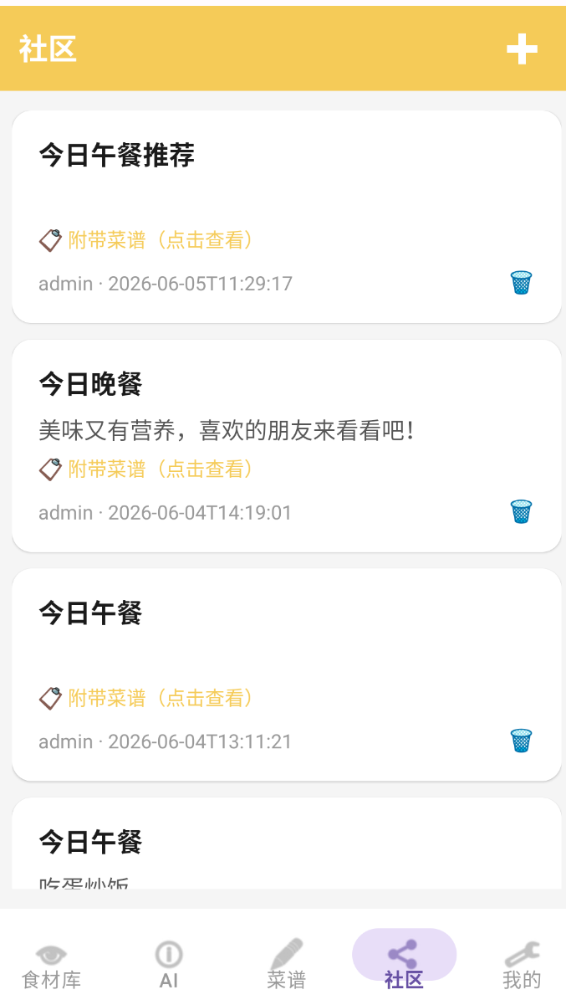 社区
今日午餐推荐
附带菜谱（点击查看）
admin · 2026-06-05T11:29:17
今日晚餐
美味又有营养，喜欢的朋友来看看吧！
附带菜谱（点击查看）
admin · 2026-06-04T14:19:01
今日午餐
附带菜谱（点击查看）
admin · 2026-06-04T13:11:21
今日午餐
吃蛋炒饭
食材库
AI
菜谱
社区
我的